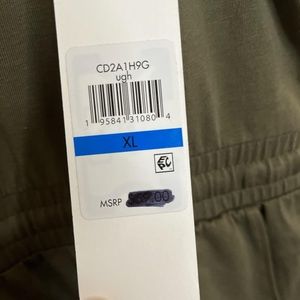 CD2A1H9G
ugh
1 95841 31080 4
XL
MSRP